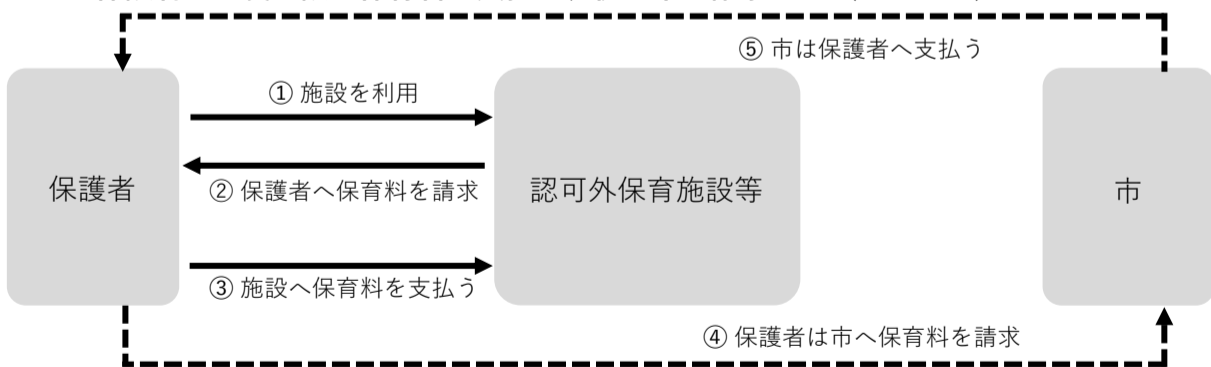 ⑤ 市は保護者へ支払う
① 施設を利用
② 保護者へ保育料を請求
保護者
認可外保育施設等
市
③ 施設へ保育料を支払う
④ 保護者は市へ保育料を請求